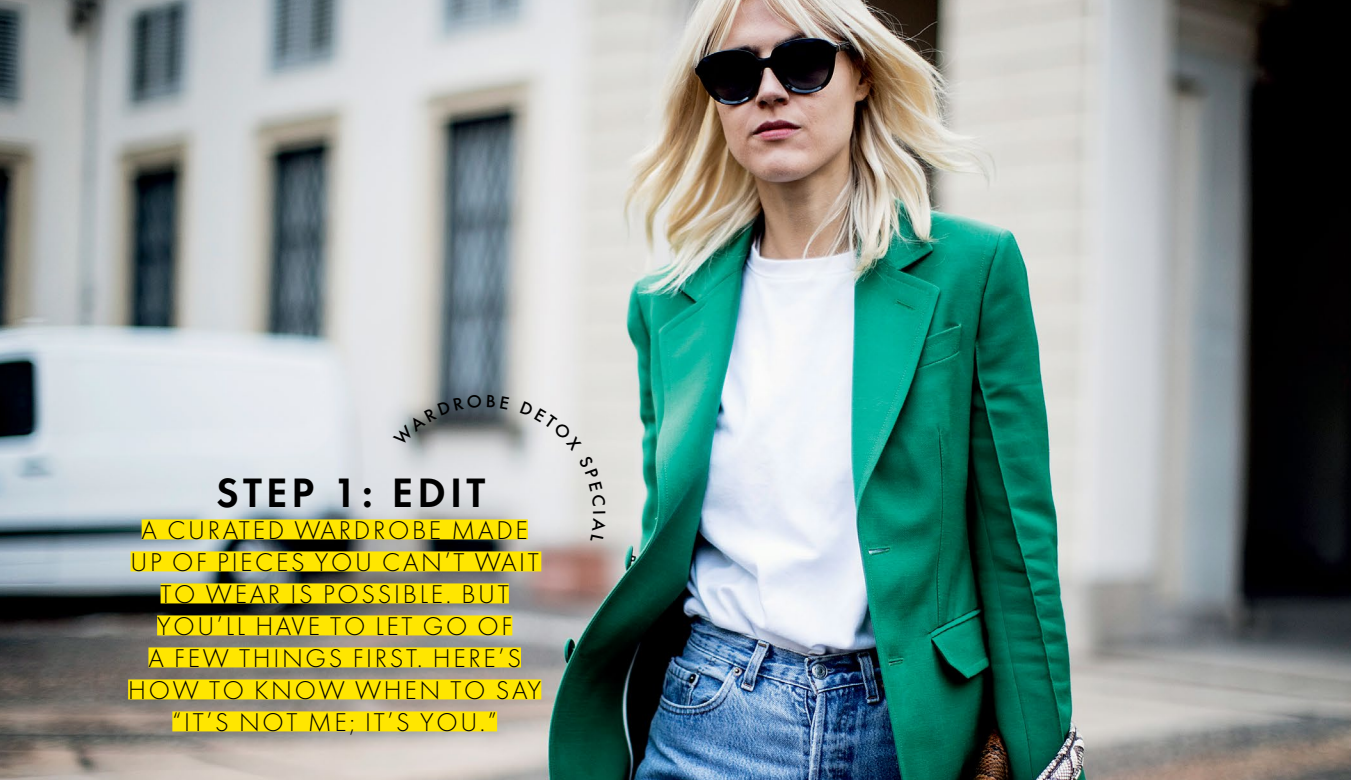 WARDROBE DETOX SPECIAL
STEP 1: EDIT
A CURATED WARDROBE MADE
UP OF PIECES YOU CAN’T WAIT
TO WEAR IS POSSIBLE. BUT
YOU’LL HAVE TO LET GO OF
A FEW THINGS FIRST. HERE’S
HOW TO KNOW WHEN TO SAY
“IT’S NOT ME; IT’S YOU.”